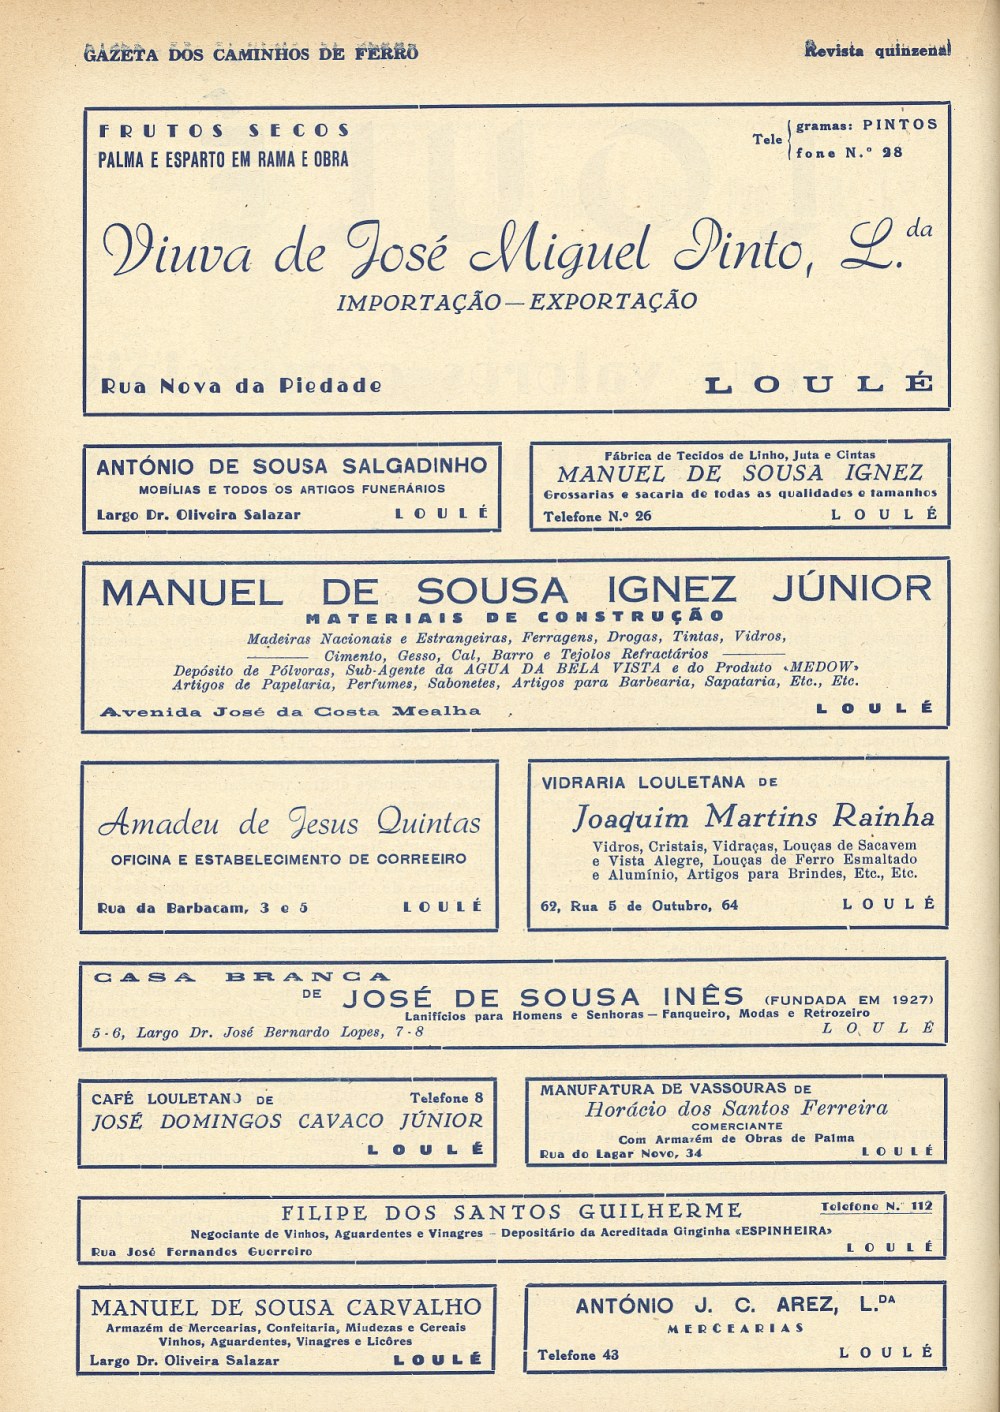 GAZETA DOS CAMINHOS DE FERRO
Revista quinzenal
FRUTOS SECOS
PALMA E ESPARTO EM RAMA E OBRA
Tele gramas: PINTOS
fone N.º 28
Viuva de José Miguel Pinto, L.da
IMPORTAÇÃO — EXPORTAÇÃO
Rua Nova da Piedade LOULÉ
ANTÓNIO DE SOUSA SALGADINHO
MOBÍLIAS E TODOS OS ARTIGOS FUNERÁRIOS
Largo Dr. Oliveira Salazar LOULÉ
Fábrica de Tecidos de Linho, Juta e Cintas
MANUEL DE SOUSA IGNEZ
Grossarias e sacaria de todas as qualidades e tamanhos
Telefone N.º 26 LOULÉ
MANUEL DE SOUSA IGNEZ JÚNIOR
MATERIAIS DE CONSTRUÇÃO
Madeiras Nacionais e Estrangeiras, Ferragens, Drogas, Tintas, Vidros,
Cimento, Gesso, Cal, Barro e Tejolos Refractários
Depósito de Pólvoras, Sub-Agente da AGUA DA BELA VISTA e do Produto «MEDOW»
Artigos de Papelaria, Perfumes, Sabonetes, Artigos para Barbearia, Sapataria, Etc., Etc.
Avenida José da Costa Mealha LOULÉ
Amadeu de Jesus Quintas
OFICINA E ESTABELECIMENTO DE CORREEIRO
Rua da Barbacam, 3 e 5 LOULÉ
VIDRARIA LOULETANA DE
Joaquim Martins Rainha
Vidros, Cristais, Vidraças, Louças de Sacavem
e Vista Alegre, Louças de Ferro Esmaltado
e Alumínio, Artigos para Brindes, Etc., Etc.
62, Rua 5 de Outubro, 64 LOULÉ
CASA BRANCA
DE JOSÉ DE SOUSA INÊS (FUNDADA EM 1927)
Lanifícios para Homens e Senhoras — Fanqueiro, Modas e Retrozeiro
5-6, Largo Dr. José Bernardo Lopes, 7-8 LOULÉ
CAFÉ LOULETANO DE Telefone 8
JOSÉ DOMINGOS CAVACO JÚNIOR
LOULÉ
MANUFATURA DE VASSOURAS DE
Horácio dos Santos Ferreira
COMERCIANTE
Com Armazém de Obras de Palma
Rua do Lagar Novo, 34 LOULÉ
FILIPE DOS SANTOS GUILHERME Telefone N.º 112
Negociante de Vinhos, Aguardentes e Vinagres – Depositário da Acreditada Ginginha «ESPINHEIRA»
Rua José Fernandes Guerreiro LOULÉ
MANUEL DE SOUSA CARVALHO
Armazém de Mercearias, Confeitaria, Miudezas e Cereais
Vinhos, Aguardentes, Vinagres e Licôres
Largo Dr. Oliveira Salazar LOULÉ
ANTÓNIO J. C. AREZ, L.DA
MERCEARIAS
Telefone 43 LOULÉ